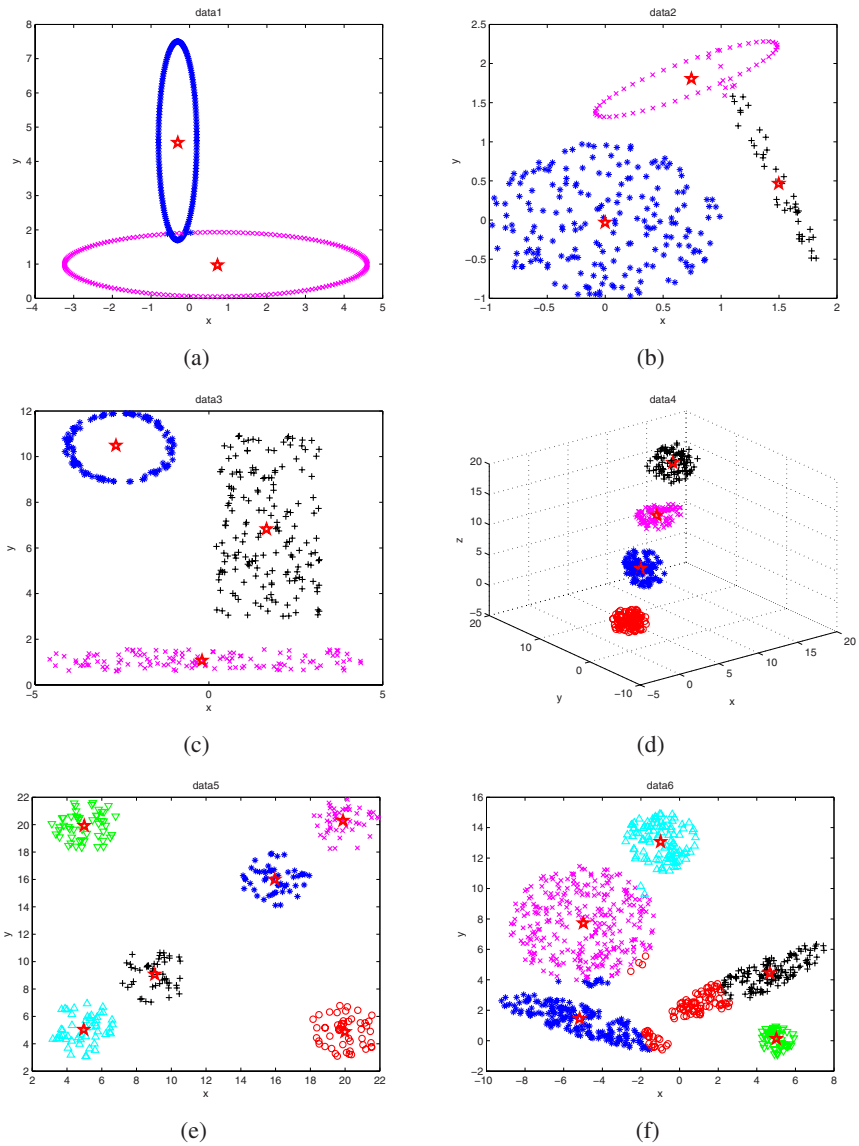 data1
8
7
6
5
4
3
2
1
0
y
−4 −3 −2 −1 0 1 2 3 4 5
x
(a)
data2
2.5
2
1.5
1
0.5
0
−0.5
−1
y
−1 −0.5 0 0.5 1 1.5 2
x
(b)
data3
12
10
8
6
4
2
0
y
−5 0 5
x
(c)
data4
20
15
10
5
0
−5
z
20
10
0
−10
y
−5
0
5
10
15
20
x
(d)
data5
22
20
18
16
14
12
10
8
6
4
2
y
2 4 6 8 10 12 14 16 18 20 22
x
(e)
data6
16
14
12
10
8
6
4
2
0
−2
y
−10 −8 −6 −4 −2 0 2 4 6 8
x
(f)